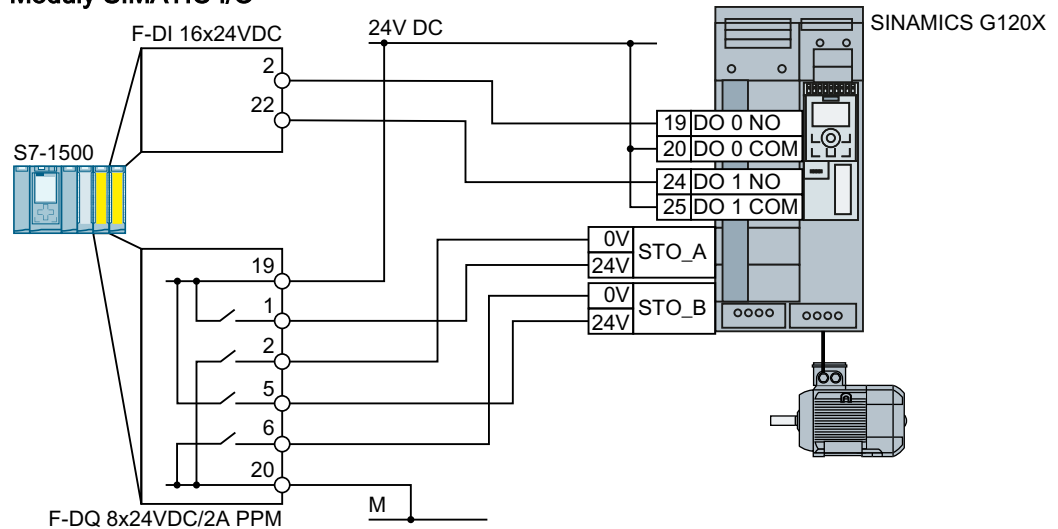 Moduły SIMATIC I/O
F-DI 16x24VDC
24V DC
SINAMICS G120X
2
22
S7-1500
19 DO 0 NO
20 DO 0 COM
24 DO 1 NO
25 DO 1 COM
0V
STO_A
24V
0V
STO_B
24V
19
1
2
5
6
20
M
F-DQ 8x24VDC/2A PPM